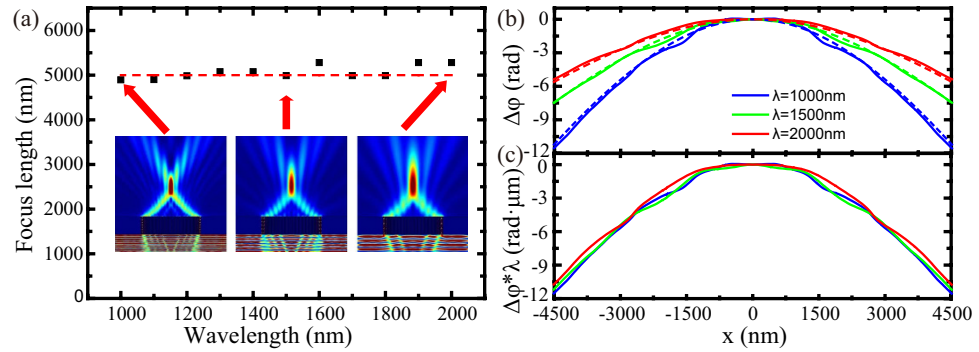 (a)
Focus length (nm)
6000
5000
4000
3000
2000
1000
0
1000 1200 1400 1600 1800 2000
Wavelength (nm)
(b)
Δφ (rad)
0
-3
-6
-9
-12
λ=1000nm
λ=1500nm
λ=2000nm
(c)
Δφ*λ (rad·μm)
0
-3
-6
-9
-12
-4500 -3000 -1500 0 1500 3000 4500
x (nm)